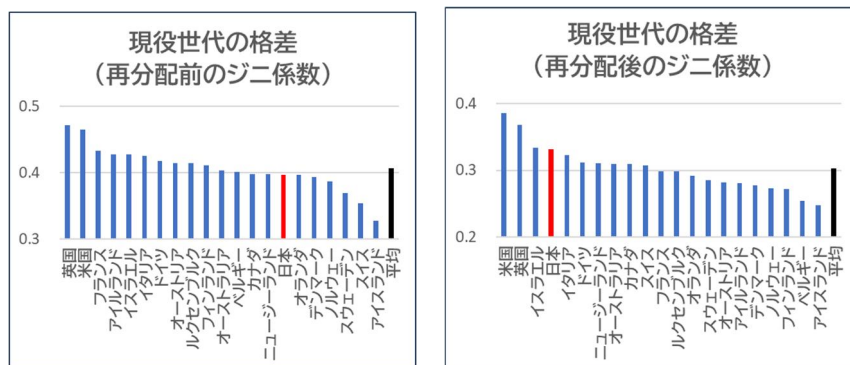 現役世代の格差
（再分配前のジニ係数）
0.5
0.4
0.3
英国
米国
フランス
アイルランド
イスラエル
イタリア
ドイツ
オーストリア
ルクセンブルク
フィンランド
オーストラリア
ベルギー
カナダ
ニュージーランド
日本
オランダ
デンマーク
ノルウェー
スウェーデン
スイス
アイスランド
平均
現役世代の格差
（再分配後のジニ係数）
0.4
0.3
0.2
米国
英国
イスラエル
日本
イタリア
ドイツ
ニュージーランド
オーストラリア
カナダ
スイス
フランス
ルクセンブルク
オランダ
スウェーデン
オーストリア
アイルランド
デンマーク
ノルウェー
フィンランド
ベルギー
アイスランド
平均